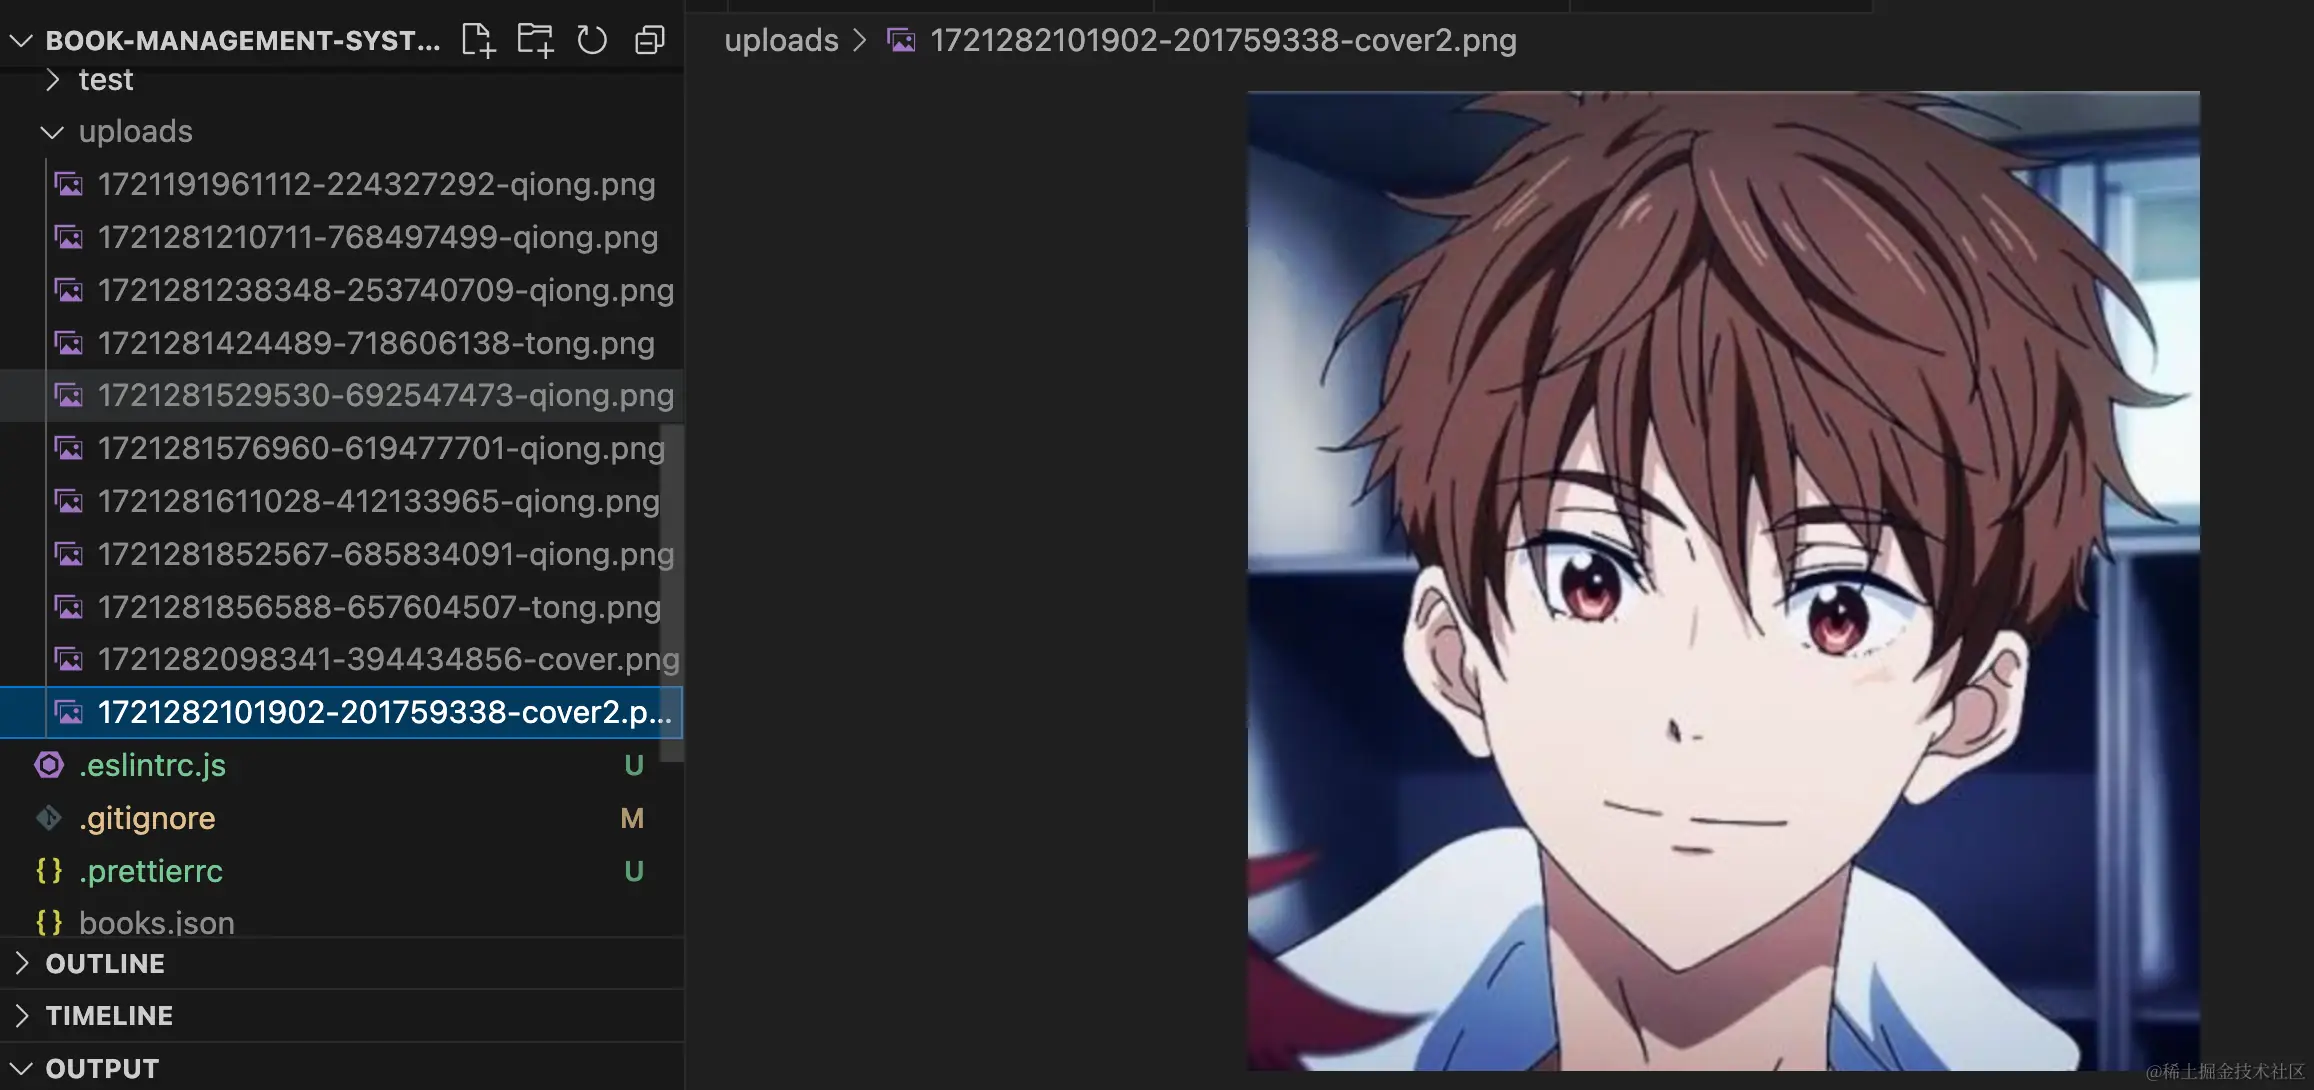 BOOK-MANAGEMENT-SYST...
test
uploads
1721191961112-224327292-qiong.png
1721281210711-768497499-qiong.png
1721281238348-253740709-qiong.png
1721281424489-718606138-tong.png
1721281529530-692547473-qiong.png
1721281576960-619477701-qiong.png
1721281611028-412133965-qiong.png
1721281852567-685834091-qiong.png
1721281856588-657604507-tong.png
1721282098341-394434856-cover.png
1721282101902-201759338-cover2.p...
.eslintrc.js U
.gitignore M
{} .prettierrc U
{} books.json
OUTLINE
TIMELINE
OUTPUT
uploads > 1721282101902-201759338-cover2.png
@稀土掘金技术社区